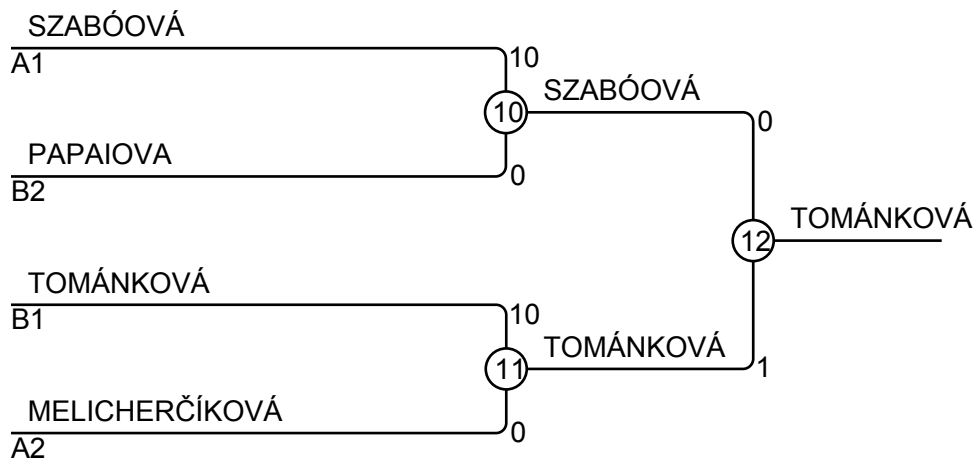 SZABÓOVÁ
A1
10
10
SZABÓOVÁ
0
PAPAIOVA
B2
0
12
TOMÁNKOVÁ
TOMÁNKOVÁ
B1
10
11
TOMÁNKOVÁ
1
MELICHERČÍKOVÁ
A2
0